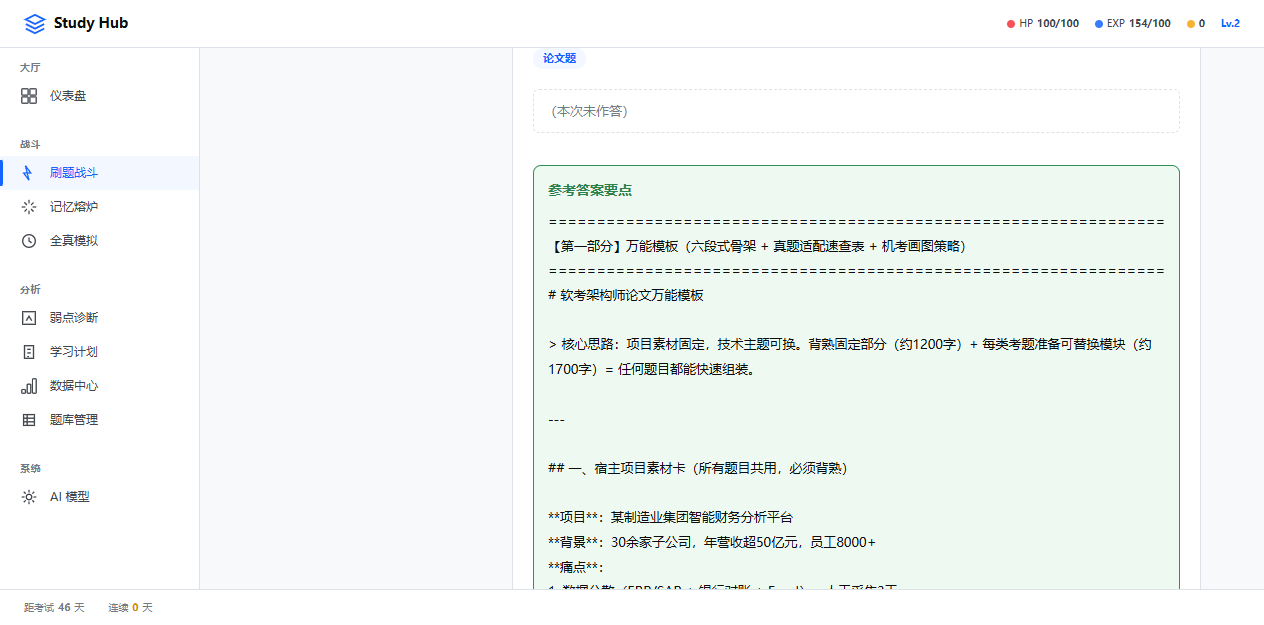 Study Hub
HP 100/100
EXP 154/100
0
Lv.2
大厅
仪表盘
战斗
刷题战斗
记忆熔炉
全真模拟
分析
弱点诊断
学习计划
数据中心
题库管理
系统
AI 模型
论文题
（本次未作答）
参考答案要点
================================================================
【第一部分】万能模板（六段式骨架 + 真题适配速查表 + 机考画图策略）
================================================================
# 软考架构师论文万能模板
> 核心思路：项目素材固定，技术主题可换。背熟固定部分（约1200字）+ 每类考题准备可替换模块（约
1700字）= 任何题目都能快速组装。
---
## 一、宿主项目素材卡（所有题目共用，必须背熟）
**项目**：某制造业集团智能财务分析平台
**背景**：30余家子公司，年营收超50亿元，员工8000+
**痛点**：
距考试 46 天
连续 0 天